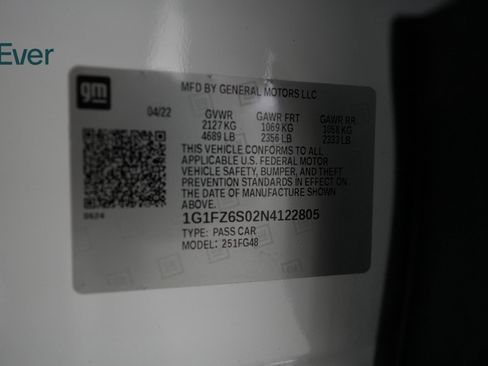 Ever
gm
MFD BY GENERAL MOTORS LLC
04/22 GVWR GAWR FRT GAWR RR
2127 KG 1069 KG 1058 KG
4689 LB 2356 LB 2333 LB
THIS VEHICLE CONFORMS TO ALL
APPLICABLE U.S. FEDERAL MOTOR
VEHICLE SAFETY, BUMPER, AND THEFT
PREVENTION STANDARDS IN EFFECT ON
THE DATE OF MANUFACTURE SHOWN
ABOVE.
1G1FZ6S02N4122805
TYPE: PASS CAR
MODEL: 251FG48